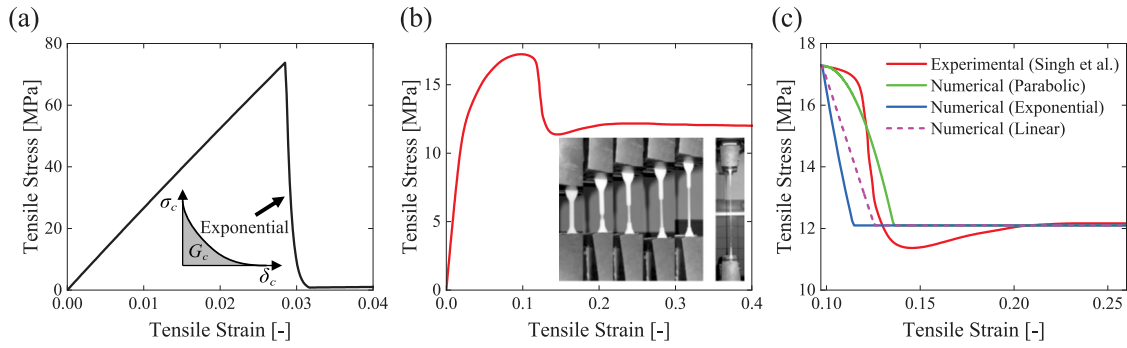 (a)
80
60
40
20
0
Tensile Stress [MPa]
0.00
0.01
0.02
0.03
0.04
Tensile Strain [-]
σc
Gc
δc
Exponential
(b)
15
10
5
0
Tensile Stress [MPa]
0.0
0.1
0.2
0.3
0.4
Tensile Strain [-]
(c)
18
16
14
12
10
Tensile Stress [MPa]
0.10
0.15
0.20
0.25
Tensile Strain [-]
Experimental (Singh et al.)
Numerical (Parabolic)
Numerical (Exponential)
Numerical (Linear)